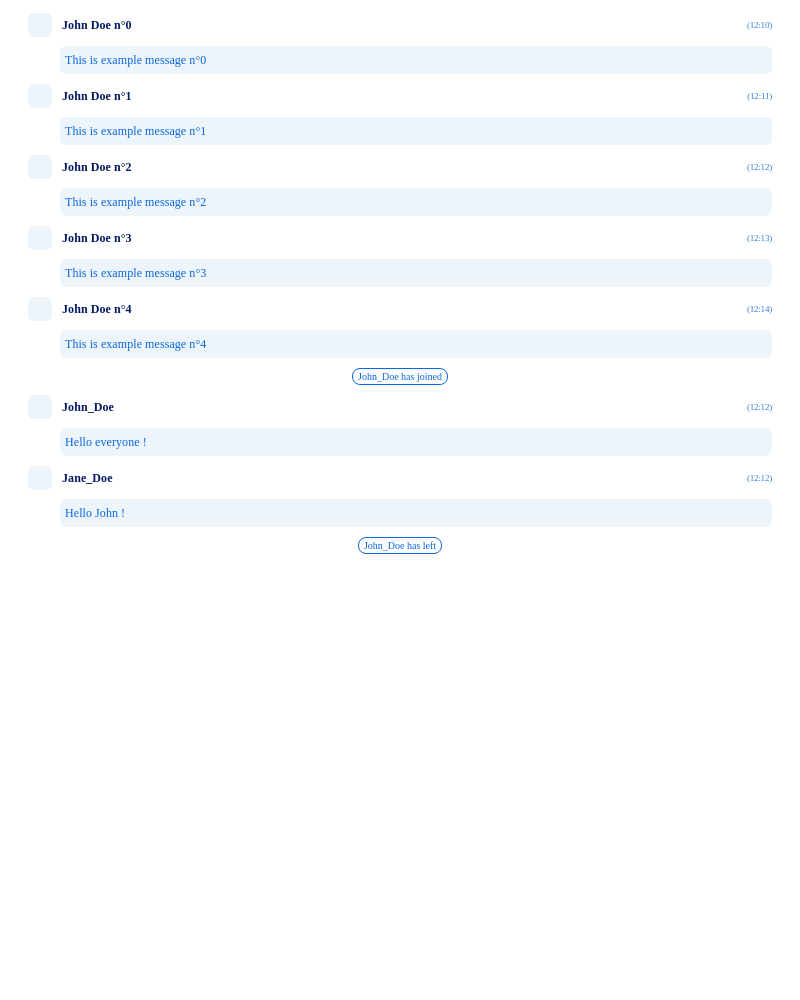 John Doe n°0 (12:10)
This is example message n°0
John Doe n°1 (12:11)
This is example message n°1
John Doe n°2 (12:12)
This is example message n°2
John Doe n°3 (12:13)
This is example message n°3
John Doe n°4 (12:14)
This is example message n°4
John_Doe has joined
John_Doe (12:12)
Hello everyone !
Jane_Doe (12:12)
Hello John !
John_Doe has left